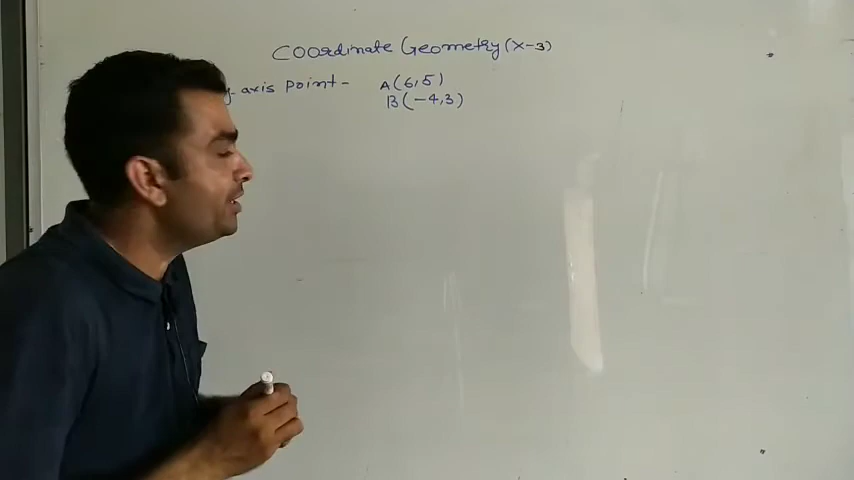 Coordinate Geometry (X-3)
y-axis point - A(6,5)
B(-4,3)